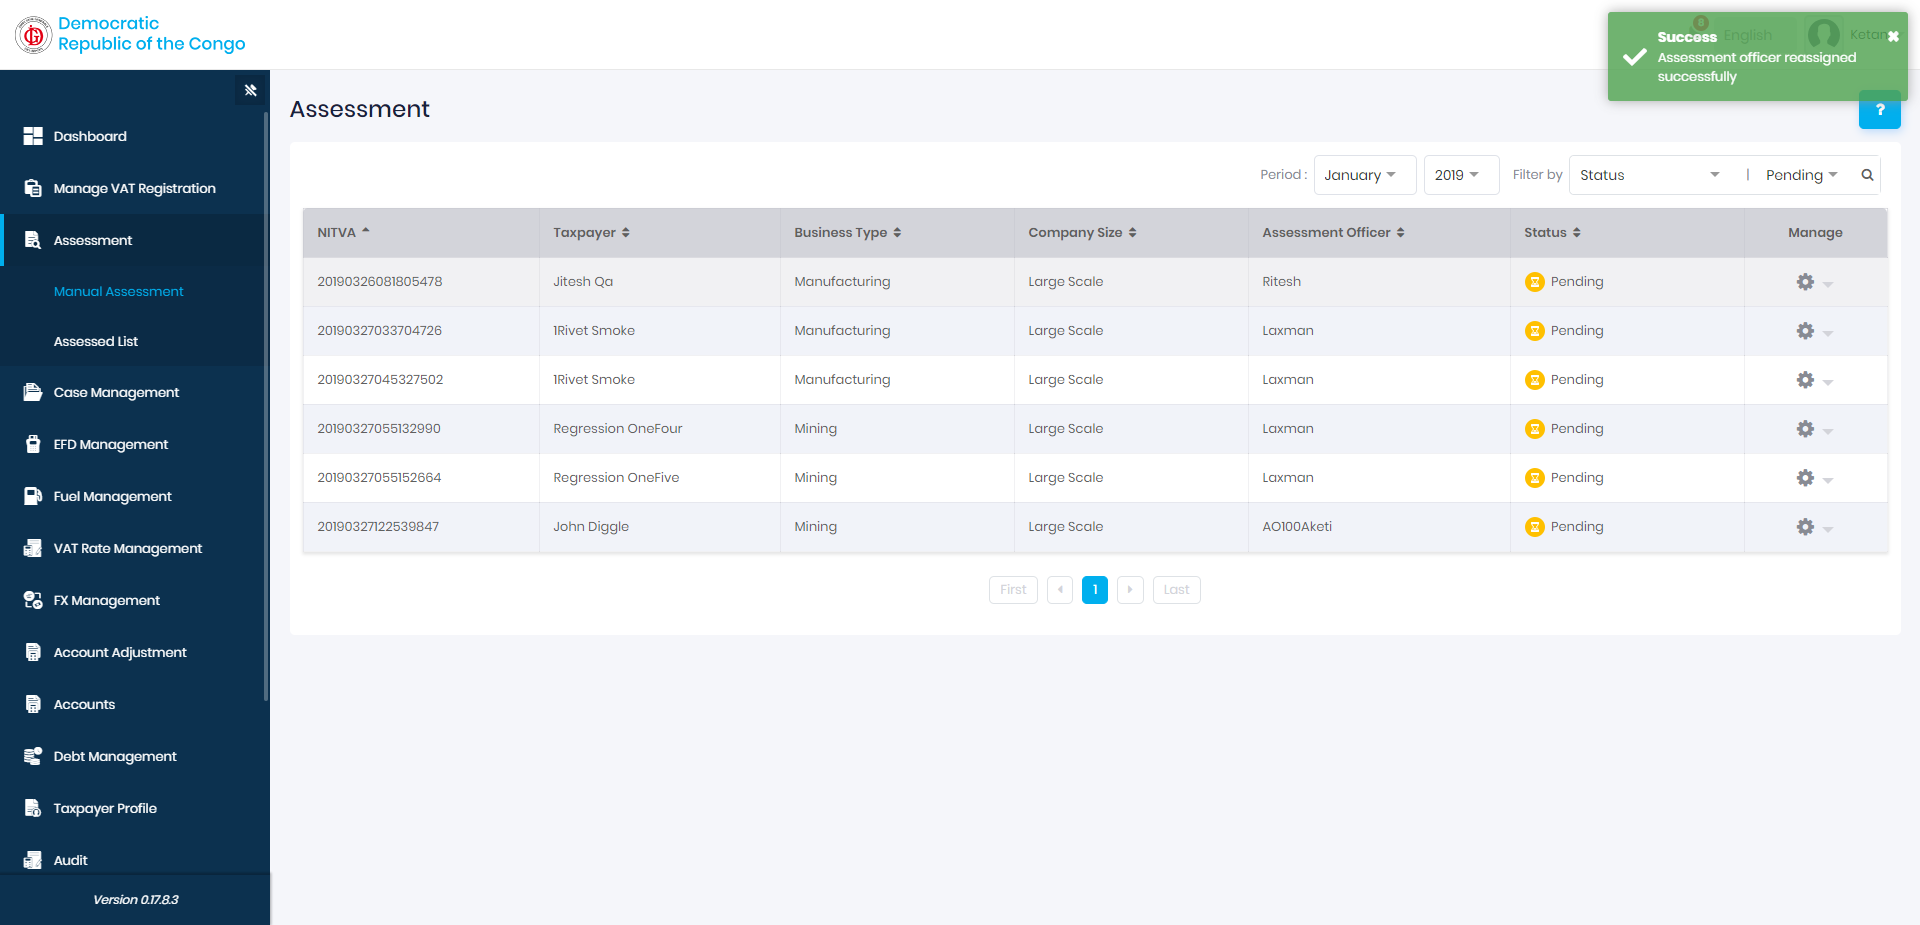 Democratic
Republic of the Congo
8
English
Ketan
Success
Assessment officer reassigned
successfully
?
Dashboard
Manage VAT Registration
Assessment
Manual Assessment
Assessed List
Case Management
EFD Management
Fuel Management
VAT Rate Management
FX Management
Account Adjustment
Accounts
Debt Management
Taxpayer Profile
Audit
Version 0.17.8.3
Assessment
Period : January 2019 Filter by Status | Pending
NITVA Taxpayer Business Type Company Size Assessment Officer Status Manage
20190326081805478 Jitesh Qa Manufacturing Large Scale Ritesh Pending
20190327033704726 1Rivet Smoke Manufacturing Large Scale Laxman Pending
20190327045327502 1Rivet Smoke Manufacturing Large Scale Laxman Pending
20190327055132990 Regression OneFour Mining Large Scale Laxman Pending
20190327055152664 Regression OneFive Mining Large Scale Laxman Pending
20190327122539847 John Diggle Mining Large Scale AO100Aketi Pending
First 1 Last